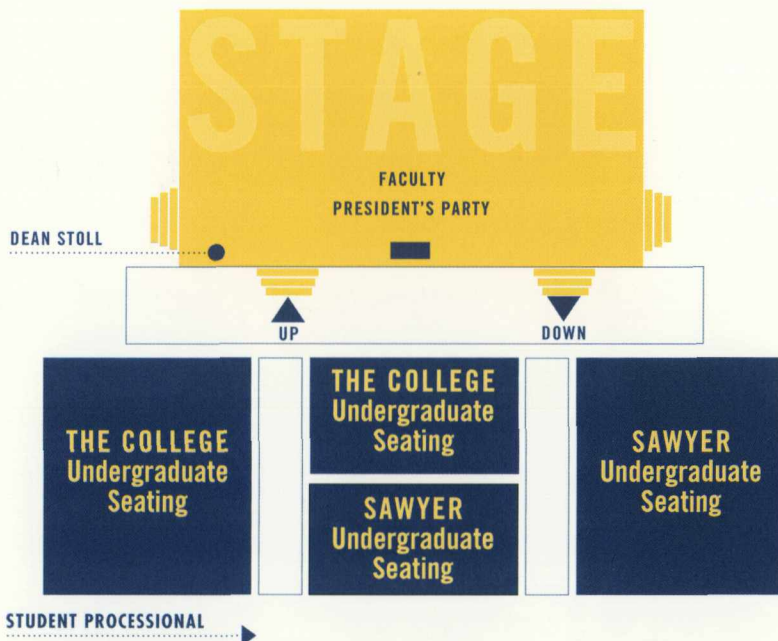 STAGE
FACULTY
PRESIDENT'S PARTY
DEAN STOLL
UP
DOWN
THE COLLEGE
Undergraduate
Seating
THE COLLEGE
Undergraduate
Seating
SAWYER
Undergraduate
Seating
SAWYER
Undergraduate
Seating
STUDENT PROCESSIONAL